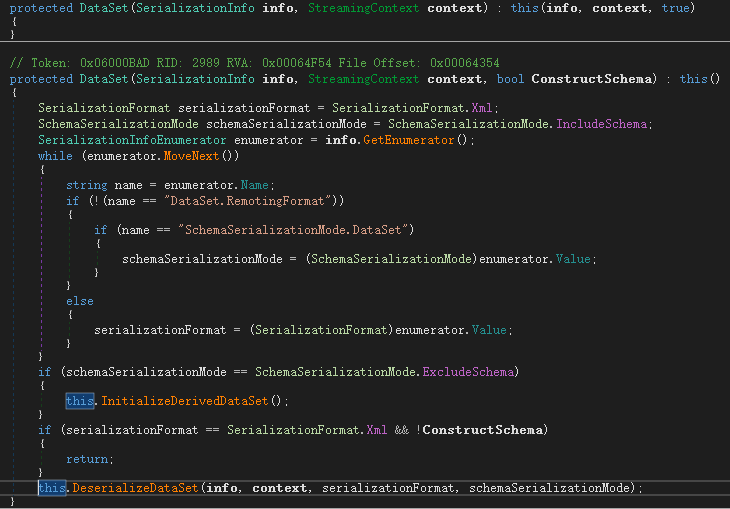 protected DataSet(SerializationInfo info, StreamingContext context) : this(info, context, true)
{
}
// Token: 0x06000BAD RID: 2989 RVA: 0x00064F54 File Offset: 0x00064354
protected DataSet(SerializationInfo info, StreamingContext context, bool ConstructSchema) : this()
{
    SerializationFormat serializationFormat = SerializationFormat.Xml;
    SchemaSerializationMode schemaSerializationMode = SchemaSerializationMode.IncludeSchema;
    SerializationInfoEnumerator enumerator = info.GetEnumerator();
    while (enumerator.MoveNext())
    {
        string name = enumerator.Name;
        if (!(name == "DataSet.RemotingFormat"))
        {
            if (name == "SchemaSerializationMode.DataSet")
            {
                schemaSerializationMode = (SchemaSerializationMode)enumerator.Value;
            }
        }
        else
        {
            serializationFormat = (SerializationFormat)enumerator.Value;
        }
    }
    if (schemaSerializationMode == SchemaSerializationMode.ExcludeSchema)
    {
        this.InitializeDerivedDataSet();
    }
    if (serializationFormat == SerializationFormat.Xml && !ConstructSchema)
    {
        return;
    }
    this.DeserializeDataSet(info, context, serializationFormat, schemaSerializationMode);
}